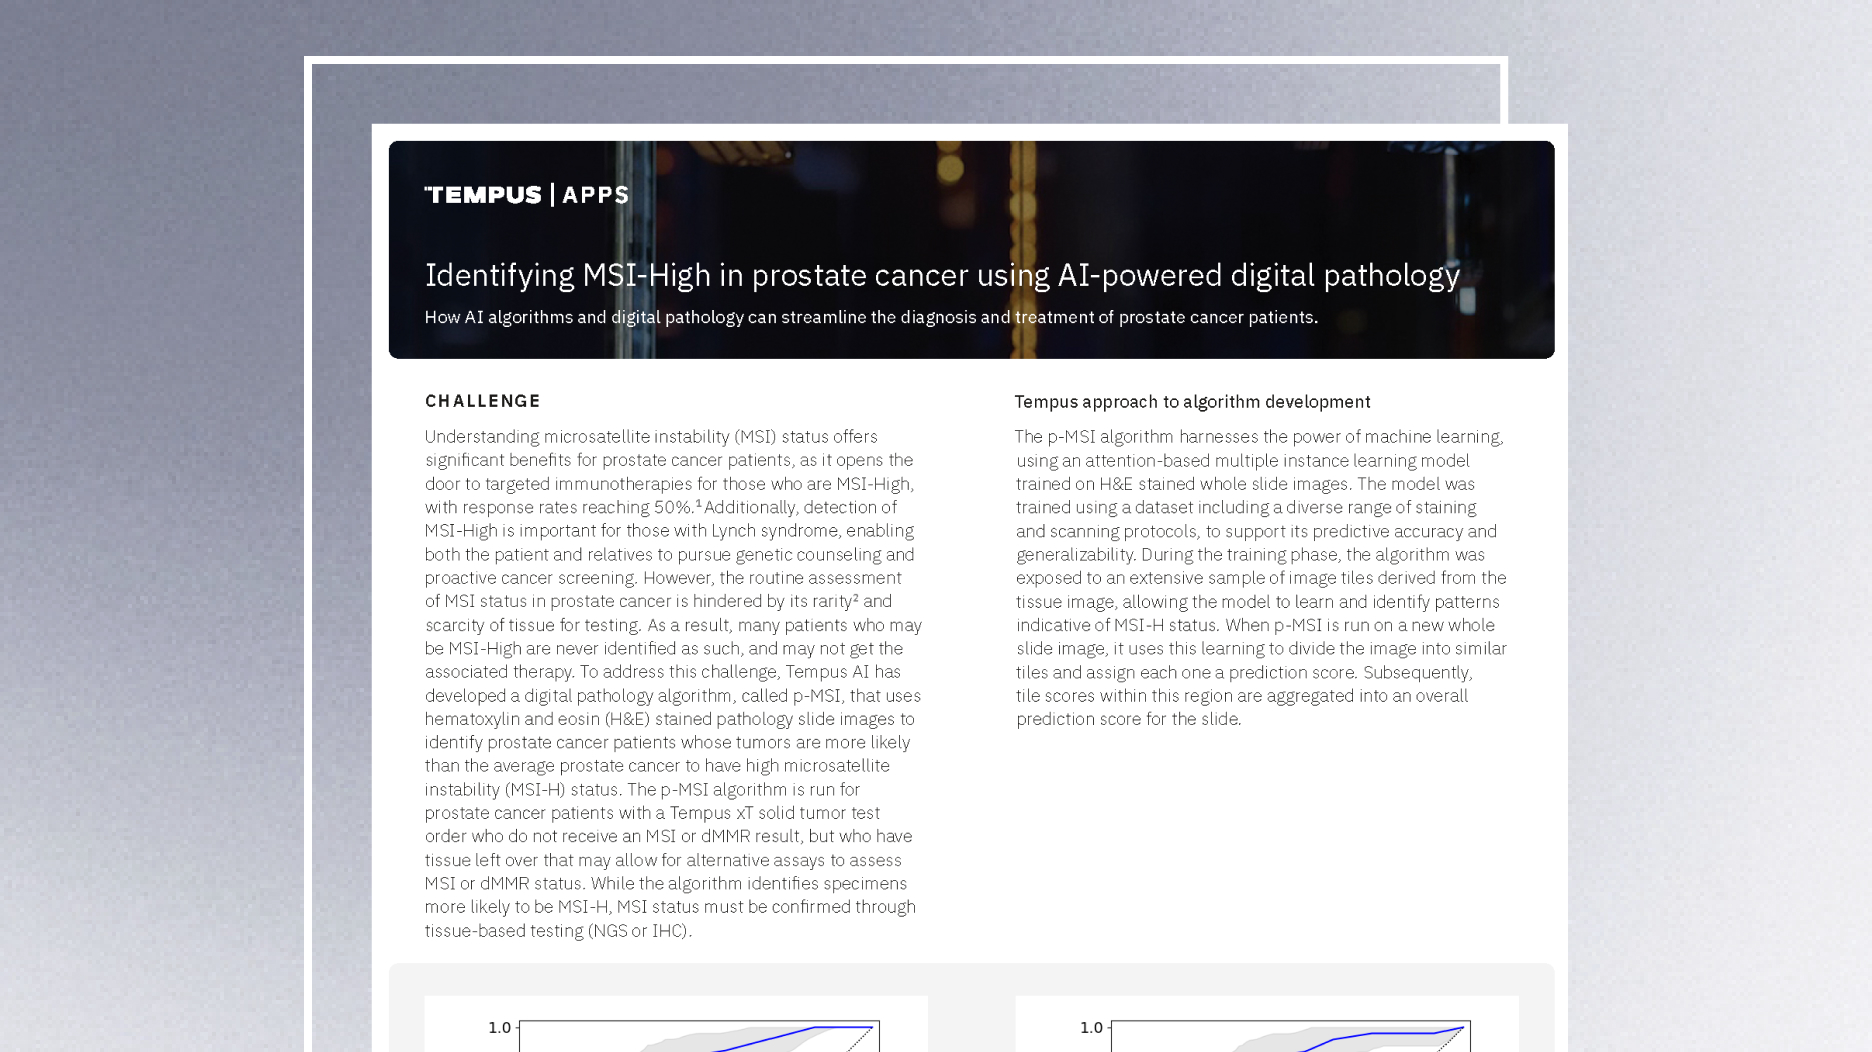 TEMPUS | APPS
Identifying MSI-High in prostate cancer using AI-powered digital pathology
How AI algorithms and digital pathology can streamline the diagnosis and treatment of prostate cancer patients.
CHALLENGE
Understanding microsatellite instability (MSI) status offers
significant benefits for prostate cancer patients, as it opens the
door to targeted immunotherapies for those who are MSI-High,
with response rates reaching 50%.¹ Additionally, detection of
MSI-High is important for those with Lynch syndrome, enabling
both the patient and relatives to pursue genetic counseling and
proactive cancer screening. However, the routine assessment
of MSI status in prostate cancer is hindered by its rarity² and
scarcity of tissue for testing. As a result, many patients who may
be MSI-High are never identified as such, and may not get the
associated therapy. To address this challenge, Tempus AI has
developed a digital pathology algorithm, called p-MSI, that uses
hematoxylin and eosin (H&E) stained pathology slide images to
identify prostate cancer patients whose tumors are more likely
than the average prostate cancer to have high microsatellite
instability (MSI-H) status. The p-MSI algorithm is run for
prostate cancer patients with a Tempus xT solid tumor test
order who do not receive an MSI or dMMR result, but who have
tissue left over that may allow for alternative assays to assess
MSI or dMMR status. While the algorithm identifies specimens
more likely to be MSI-H, MSI status must be confirmed through
tissue-based testing (NGS or IHC).
Tempus approach to algorithm development
The p-MSI algorithm harnesses the power of machine learning,
using an attention-based multiple instance learning model
trained on H&E stained whole slide images. The model was
trained using a dataset including a diverse range of staining
and scanning protocols, to support its predictive accuracy and
generalizability. During the training phase, the algorithm was
exposed to an extensive sample of image tiles derived from the
tissue image, allowing the model to learn and identify patterns
indicative of MSI-H status. When p-MSI is run on a new whole
slide image, it uses this learning to divide the image into similar
tiles and assign each one a prediction score. Subsequently,
tile scores within this region are aggregated into an overall
prediction score for the slide.
1.0
1.0